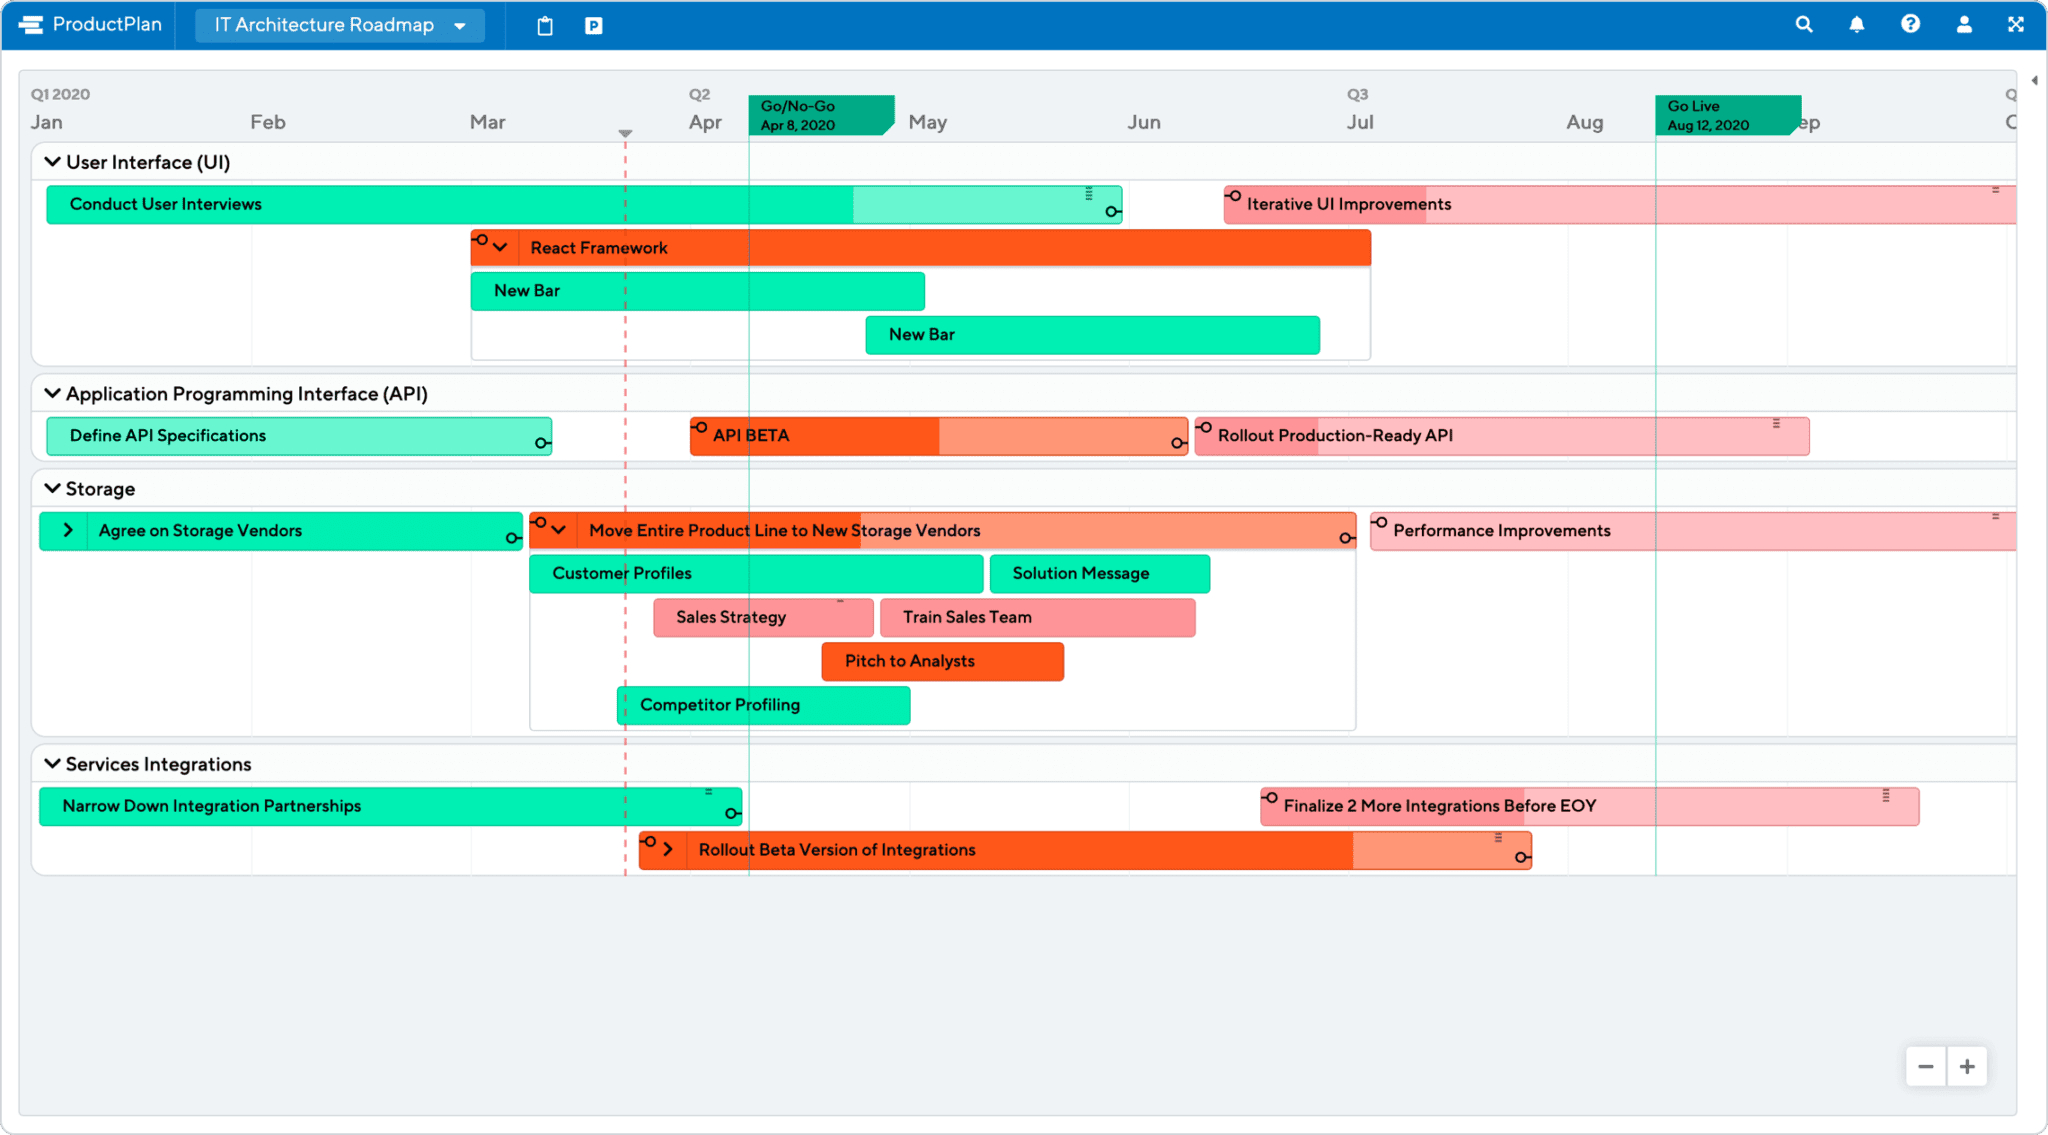 ProductPlan
IT Architecture Roadmap
P
?
Q1 2020
Q2
Q3
Q
Jan
Feb
Mar
Apr
Go/No-Go
Apr 8, 2020
May
Jun
Jul
Aug
Go Live
Aug 12, 2020
ep
User Interface (UI)
Conduct User Interviews
Iterative UI Improvements
React Framework
New Bar
New Bar
Application Programming Interface (API)
Define API Specifications
API BETA
Rollout Production-Ready API
Storage
Agree on Storage Vendors
Move Entire Product Line to New Storage Vendors
Performance Improvements
Customer Profiles
Solution Message
Sales Strategy
Train Sales Team
Pitch to Analysts
Competitor Profiling
Services Integrations
Narrow Down Integration Partnerships
Finalize 2 More Integrations Before EOY
Rollout Beta Version of Integrations